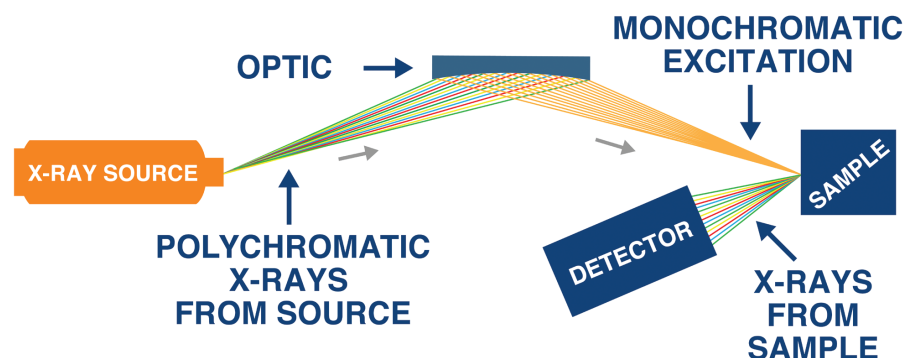 OPTIC
MONOCHROMATIC
EXCITATION
X-RAY SOURCE
SAMPLE
DETECTOR
POLYCHROMATIC
X-RAYS
FROM SOURCE
X-RAYS
FROM
SAMPLE